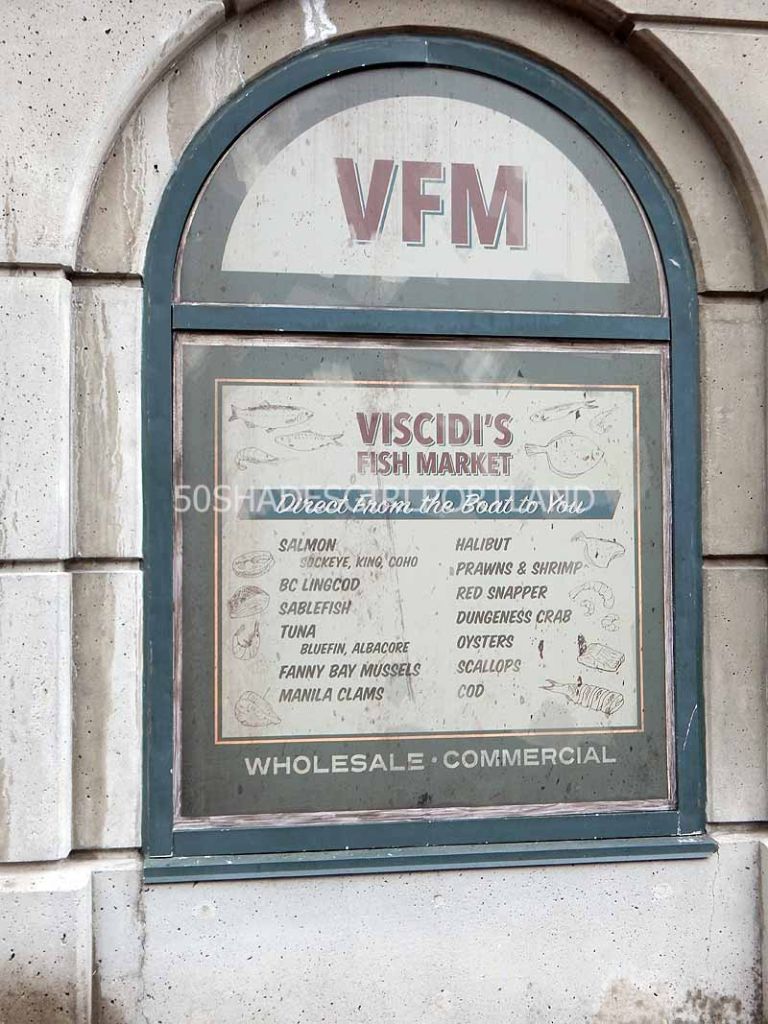 VFM
VISCIDI'S
FISH MARKET
Direct From the Boat to You
SALMON
SOCKEYE, KING, COHO
BC LINGCOD
SABLEFISH
TUNA
BLUEFIN, ALBACORE
FANNY BAY MUSSELS
MANILA CLAMS
HALIBUT
PRAWNS & SHRIMP
RED SNAPPER
DUNGENESS CRAB
OYSTERS
SCALLOPS
COD
WHOLESALE · COMMERCIAL